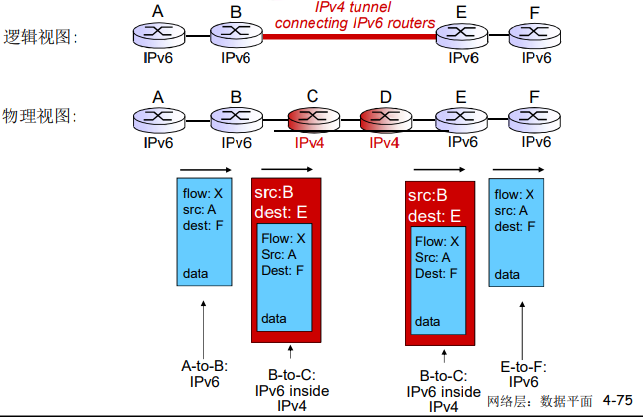 IPv4 tunnel
connecting IPv6 routers
A B E F
逻辑视图:
IPv6 IPv6 IPv6 IPv6
A B C D E F
物理视图:
IPv6 IPv6 IPv4 IPv4 IPv6 IPv6
flow: X
src: A
dest: F
data
src:B
dest: E
Flow: X
Src: A
Dest: F
data
src:B
dest: E
Flow: X
Src: A
Dest: F
data
flow: X
src: A
dest: F
data
A-to-B:
IPv6
B-to-C:
IPv6 inside
IPv4
B-to-C:
IPv6 inside
IPv4
E-to-F:
IPv6
网络层: 数据平面 4-75